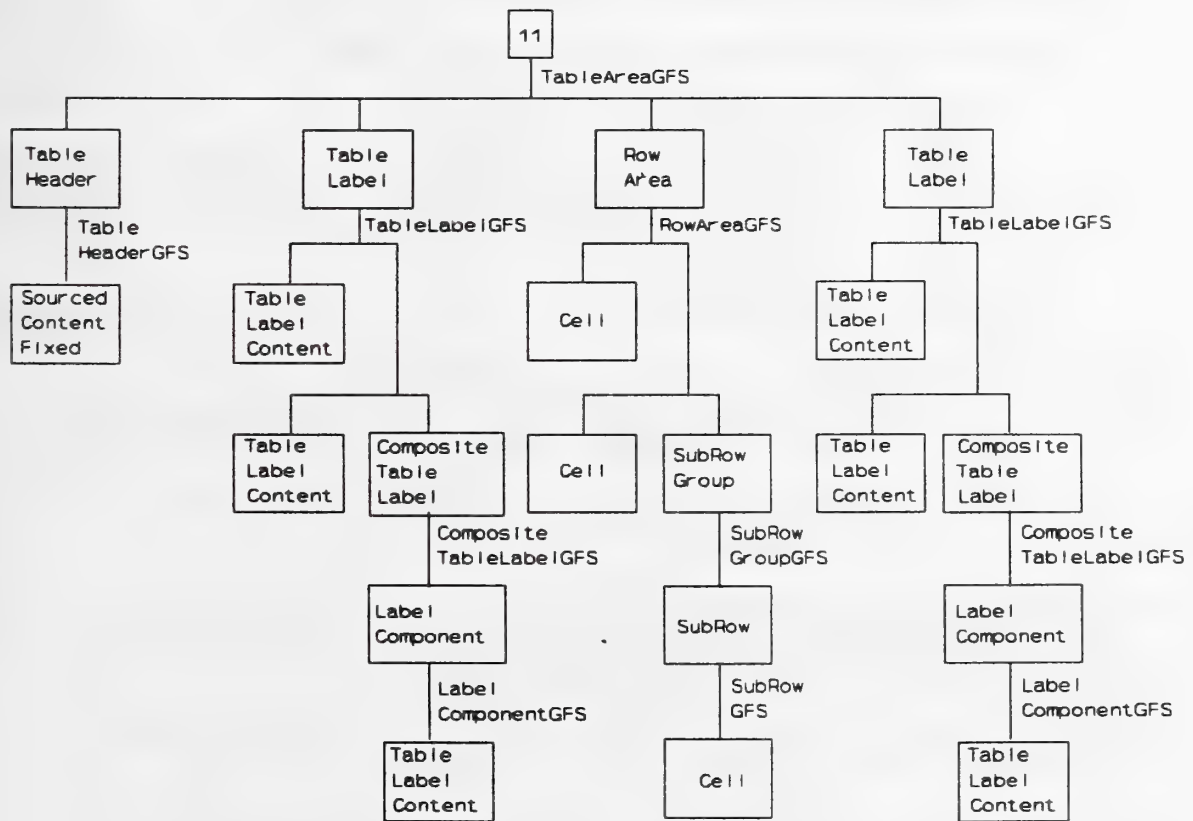 11
TableAreaGFS
Table
Header
Table
Label
Row
Area
Table
Label
Table
HeaderGFS
TableLabelGFS
RowAreaGFS
TableLabelGFS
Sourced
Content
Fixed
Table
Label
Content
Cell
Table
Label
Content
Table
Label
Content
Composite
Table
Label
Cell
SubRow
Group
Table
Label
Content
Composite
Table
Label
Composite
TableLabelGFS
SubRow
GroupGFS
Composite
TableLabelGFS
Label
Component
SubRow
Label
Component
Label
ComponentGFS
SubRow
GFS
Label
ComponentGFS
Table
Label
Content
Cell
Table
Label
Content